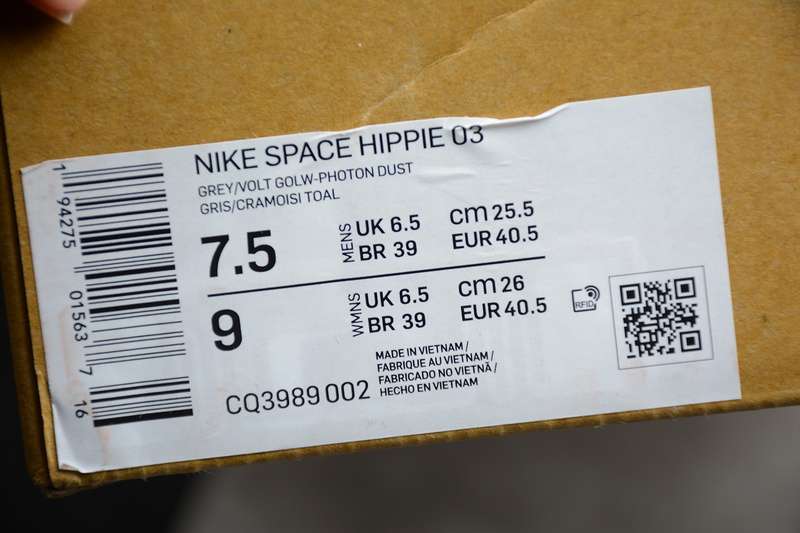 NIKE SPACE HIPPIE 03
GREY/VOLT GOLW-PHOTON DUST
GRIS/CRAMOISI TOAL
7.5
MENS
UK 6.5
BR 39
cm 25.5
EUR 40.5
9
WMNS
UK 6.5
BR 39
cm 26
EUR 40.5
RFID
CQ3989 002
MADE IN VIETNAM/
FABRIQUE AU VIETNAM/
FABRICADO NO VIETNÃ/
HECHO EN VIETNAM
1 94275 01563 7 16